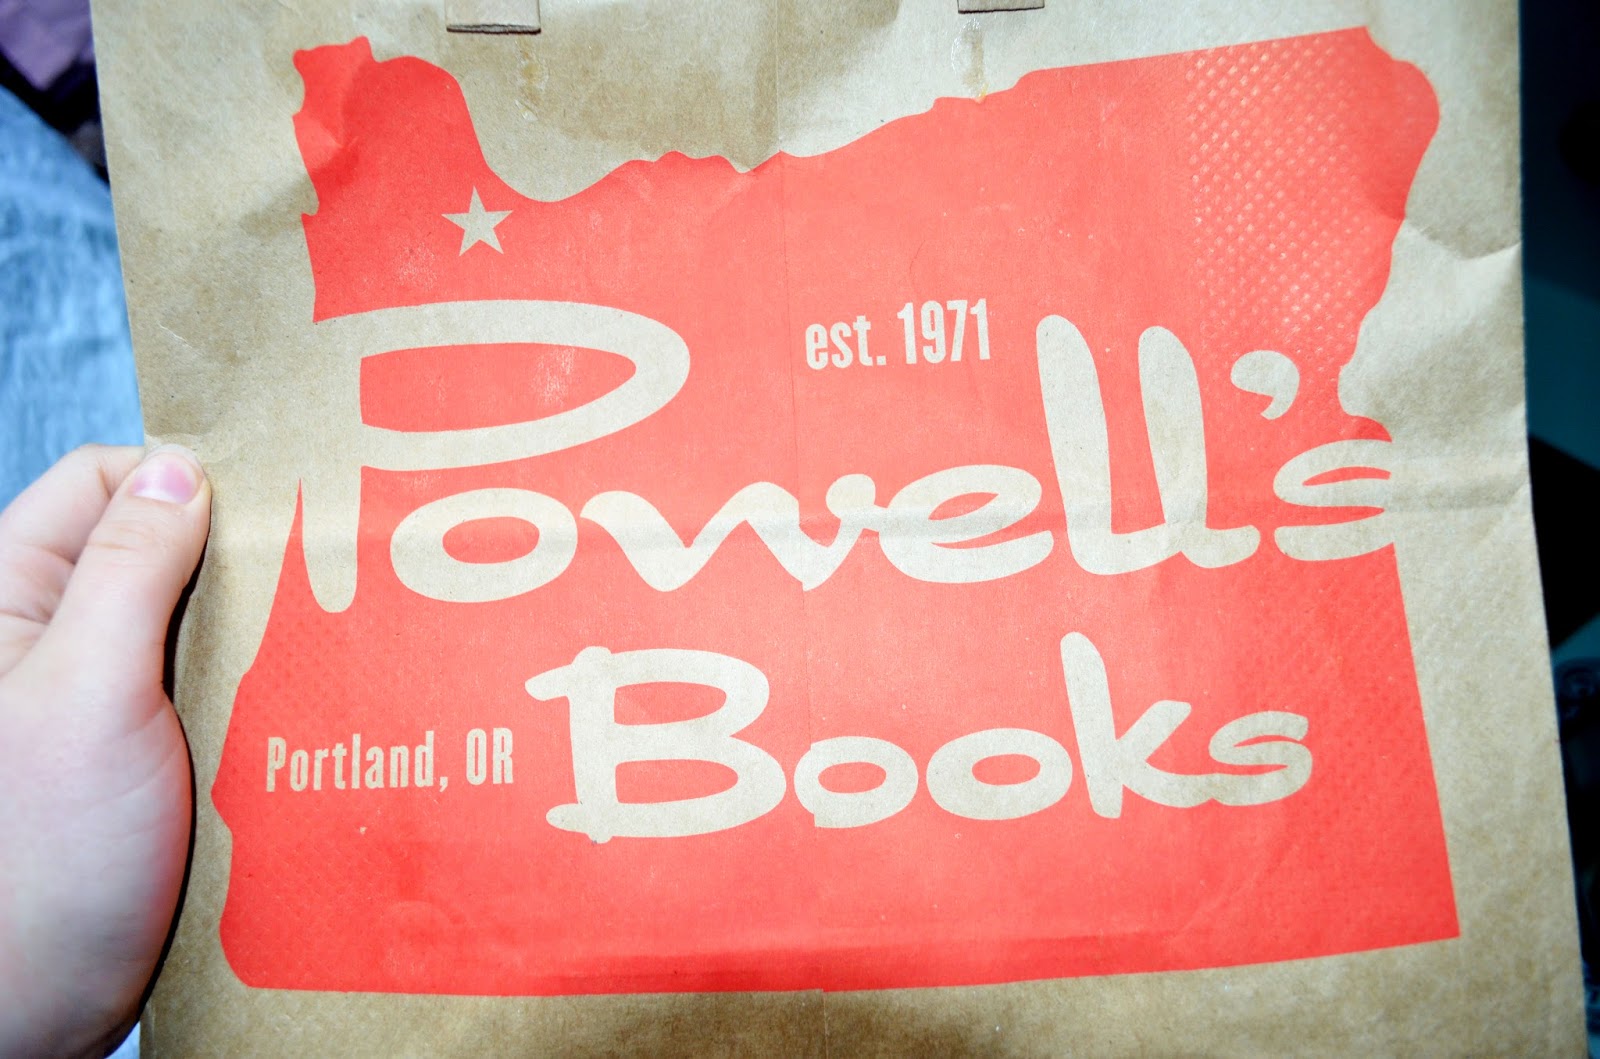 est. 1971
Powell's
Books
Portland, OR